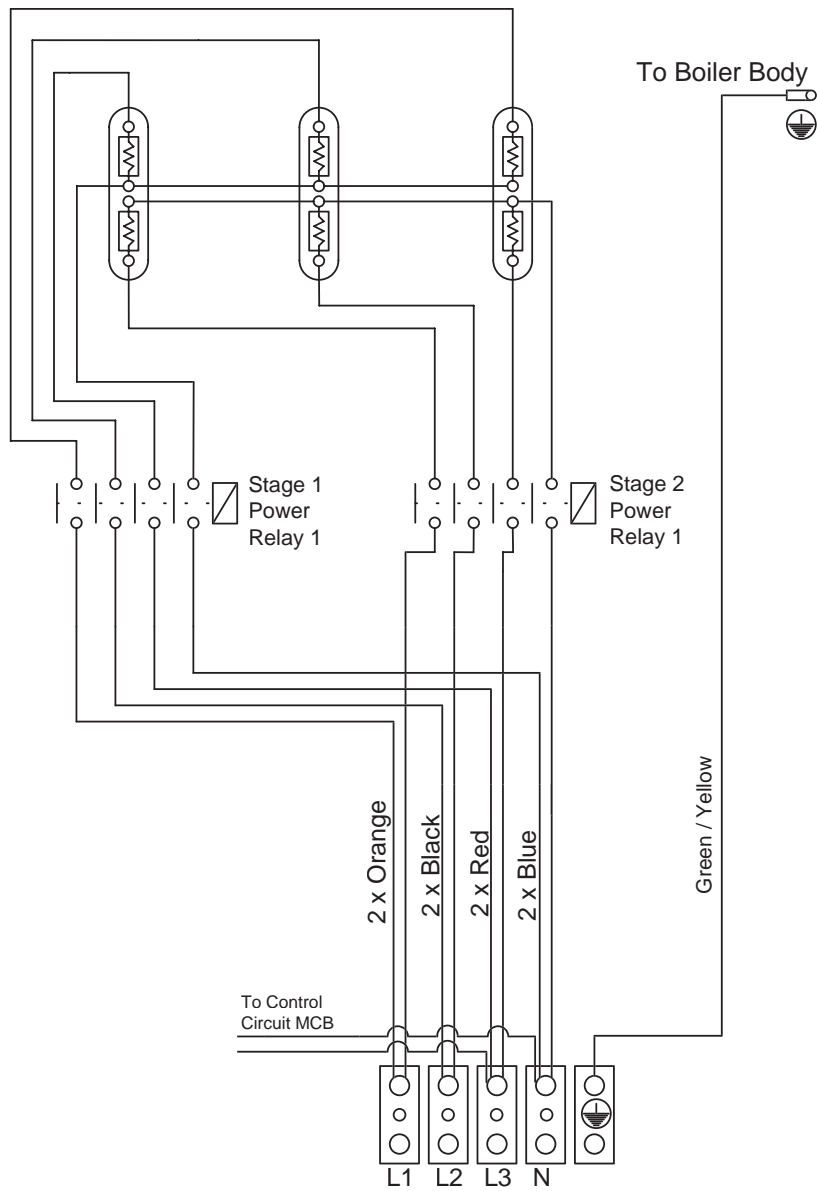 To Boiler Body
Stage 1
Power
Relay 1
Stage 2
Power
Relay 1
2 x Orange
2 x Black
2 x Red
2 x Blue
Green / Yellow
To Control
Circuit MCB
L1 L2 L3 N